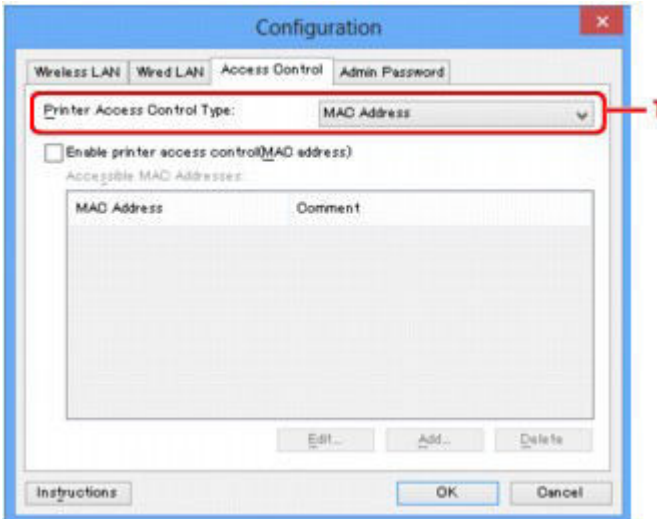 Configuration
Wireless LAN Wired LAN Access Control Admin Password
Printer Access Control Type: MAC Address 1
Enable printer access control(MAC address)
Accessible MAC Addresses:
MAC Address Comment
Edit... Add... Delete
Instructions OK Cancel